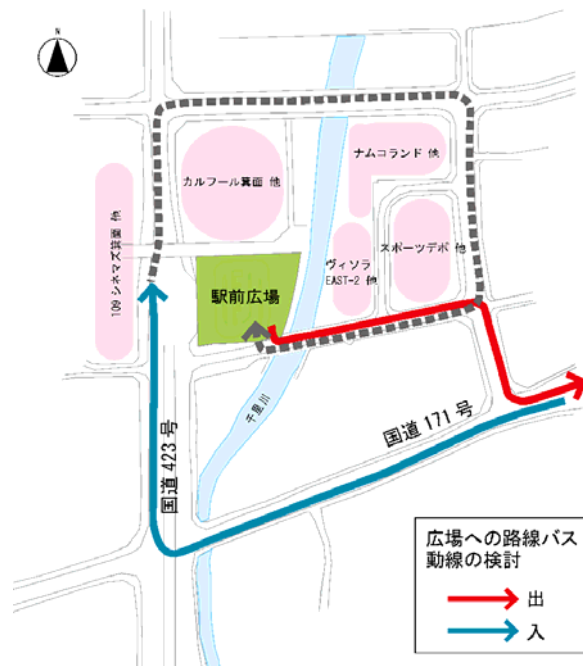 N
ナムコランド 他
カルフール箕面 他
109 シネマズ箕面 他
スポーツデポ 他
ヴィソラ
EAST-2 他
駅前広場
千里川
国道 171 号
国道 423 号
広場への路線バス
動線の検討
出
入